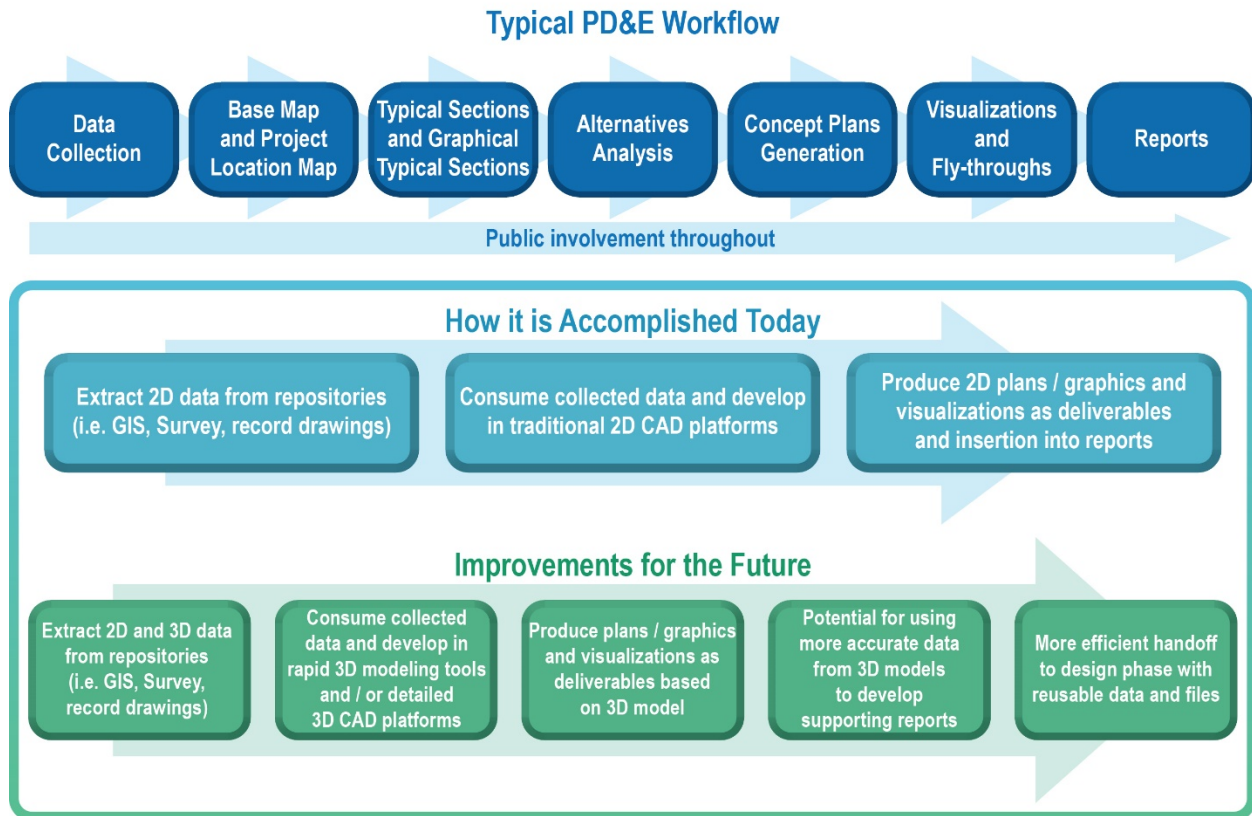 Typical PD&E Workflow
Data
Collection
Base Map
and Project
Location Map
Typical Sections
and Graphical
Typical Sections
Alternatives
Analysis
Concept Plans
Generation
Visualizations
and
Fly-throughs
Reports
Public involvement throughout
How it is Accomplished Today
Extract 2D data from repositories
(i.e. GIS, Survey, record drawings)
Consume collected data and develop
in traditional 2D CAD platforms
Produce 2D plans / graphics and
visualizations as deliverables
and insertion into reports
Improvements for the Future
Extract 2D and 3D data
from repositories
(i.e. GIS, Survey,
record drawings)
Consume collected
data and develop in
rapid 3D modeling tools
and / or detailed
3D CAD platforms
Produce plans / graphics
and visualizations as
deliverables based
on 3D model
Potential for using
more accurate data
from 3D models
to develop
supporting reports
More efficient handoff
to design phase with
reusable data and files